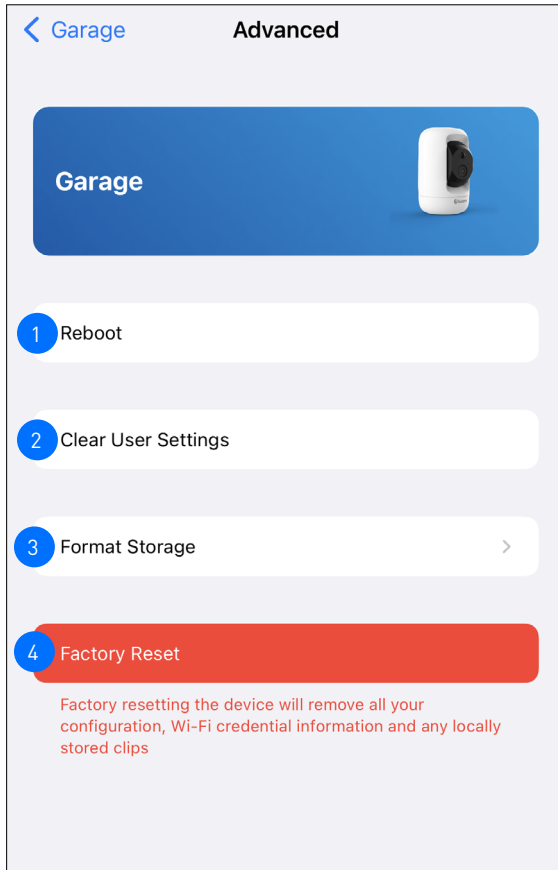 Garage
Advanced
Garage
1 Reboot
2 Clear User Settings
3 Format Storage
4 Factory Reset
Factory resetting the device will remove all your
configuration, Wi-Fi credential information and any locally
stored clips